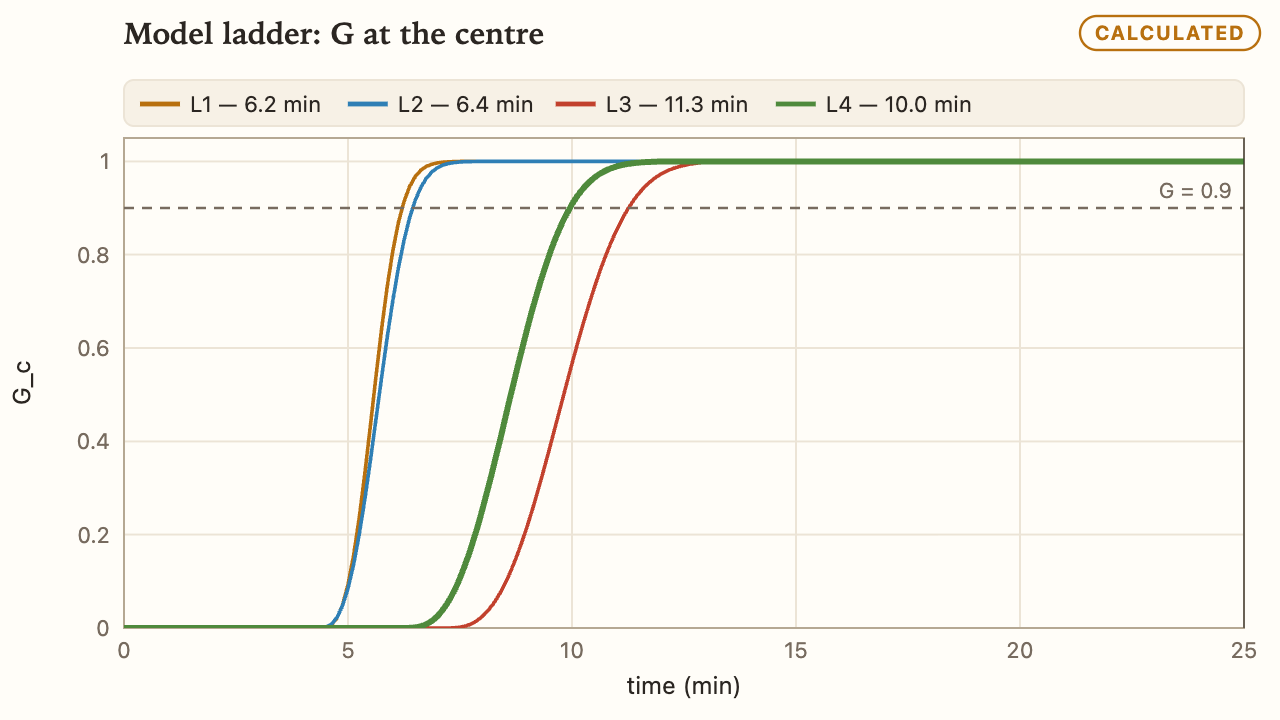 Model ladder: G at the centre
CALCULATED
L1 — 6.2 min
L2 — 6.4 min
L3 — 11.3 min
L4 — 10.0 min
G = 0.9
1
0.8
0.6
0.4
0.2
0
G_c
0
5
10
15
20
25
time (min)